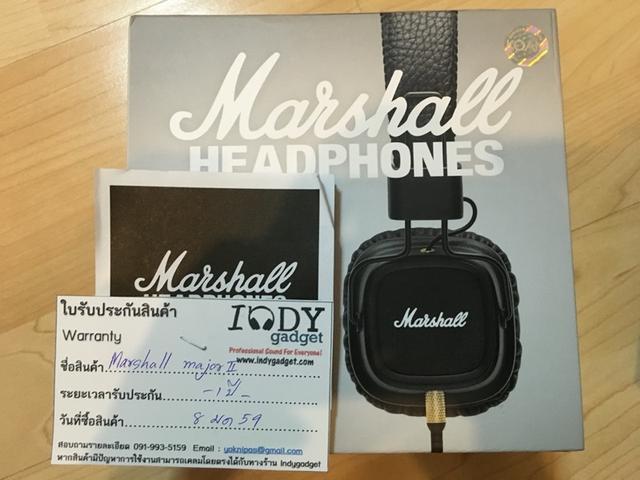 Marshall
HEADPHONES
Marshall
Marshall
HEADPHONES
ใบรับประกันสินค้า
Warranty
INDY
gadget
Professional Sound For Everyone!
www.indygadget.com
ชื่อสินค้า Marshall major II
ระยะเวลารับประกัน -1 ปี-
วันที่ซื้อสินค้า 8 มค 59
สอบถามรายละเอียด 091-993-5159 Email : yoknipas@gmail.com
หากสินค้ามีปัญหาการใช้งานสามารถเคลมโดยตรงได้กับทางร้าน Indygadget